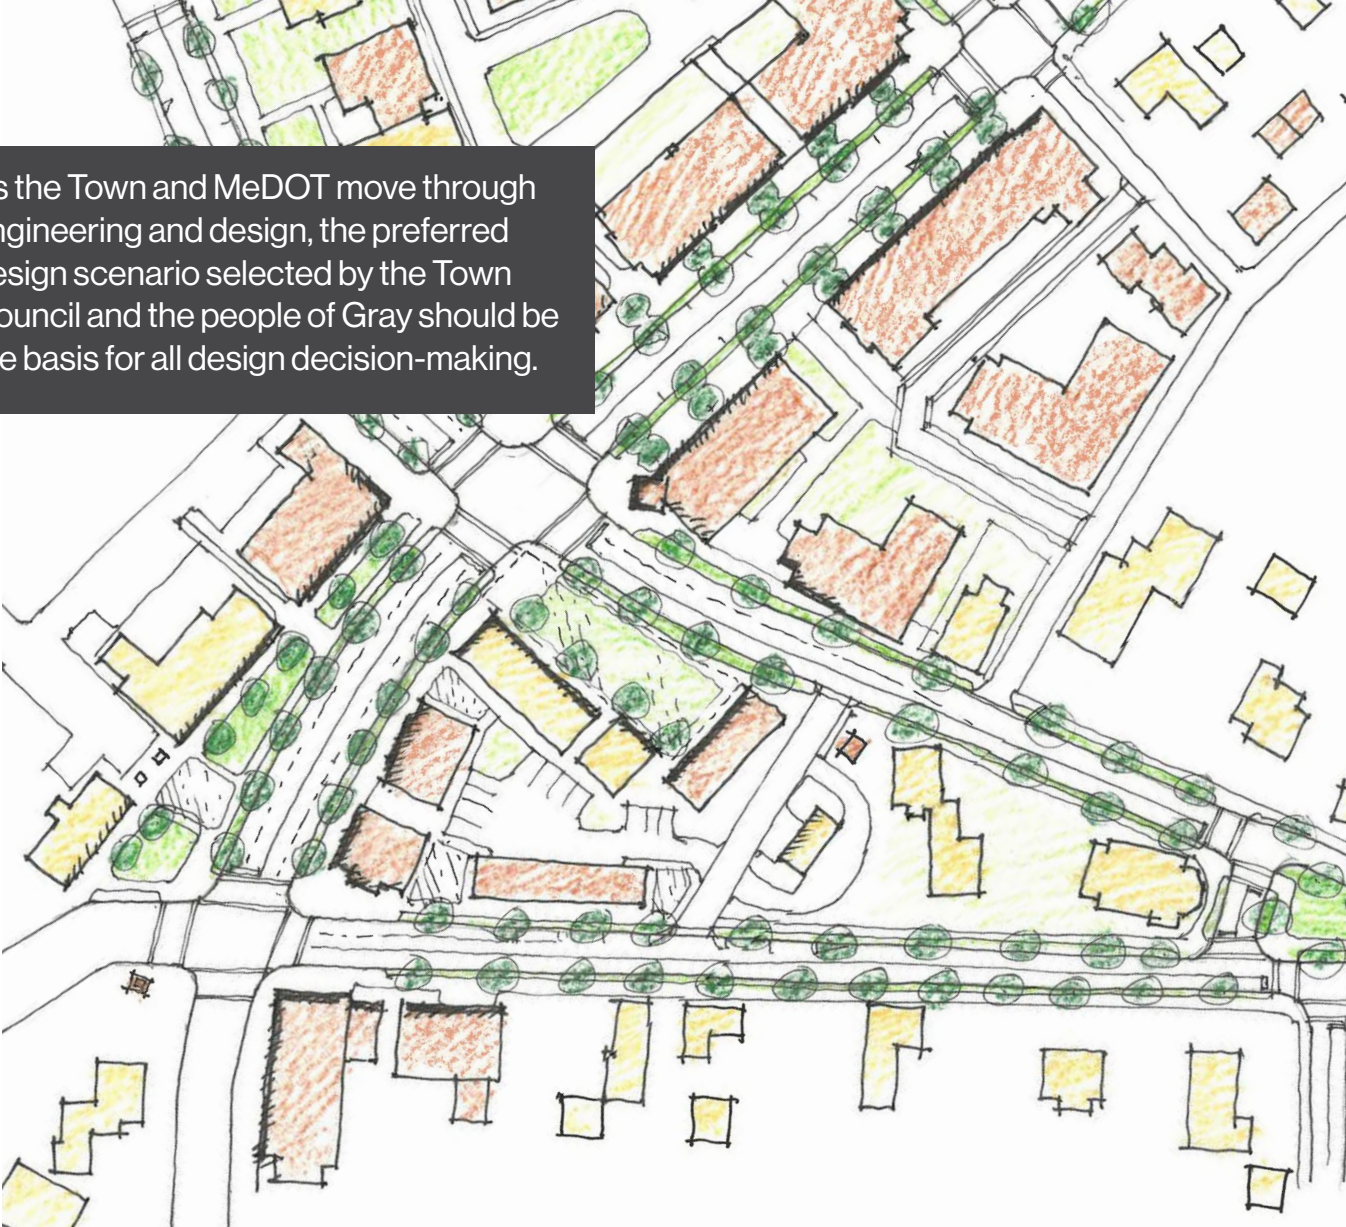 s the Town and MeDOT move through
ngineering and design, the preferred
esign scenario selected by the Town
ouncil and the people of Gray should be
e basis for all design decision-making.